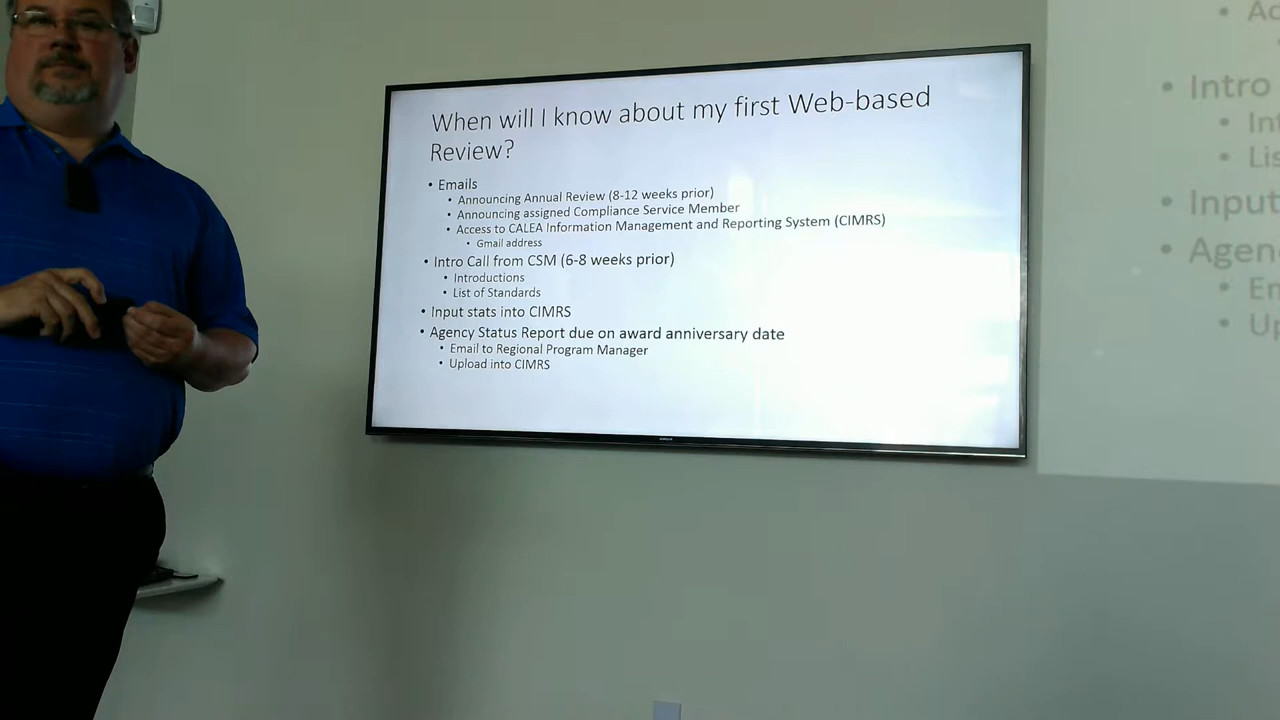 When will I know about my first Web-based
Review?
• Emails
• Announcing Annual Review (8-12 weeks prior)
• Announcing assigned Compliance Service Member
• Access to CALEA Information Management and Reporting System (CIMRS)
• Gmail address
• Intro Call from CSM (6-8 weeks prior)
• Introductions
• List of Standards
• Input stats into CIMRS
• Agency Status Report due on award anniversary date
• Email to Regional Program Manager
• Upload into CIMRS
• Intro
• Input